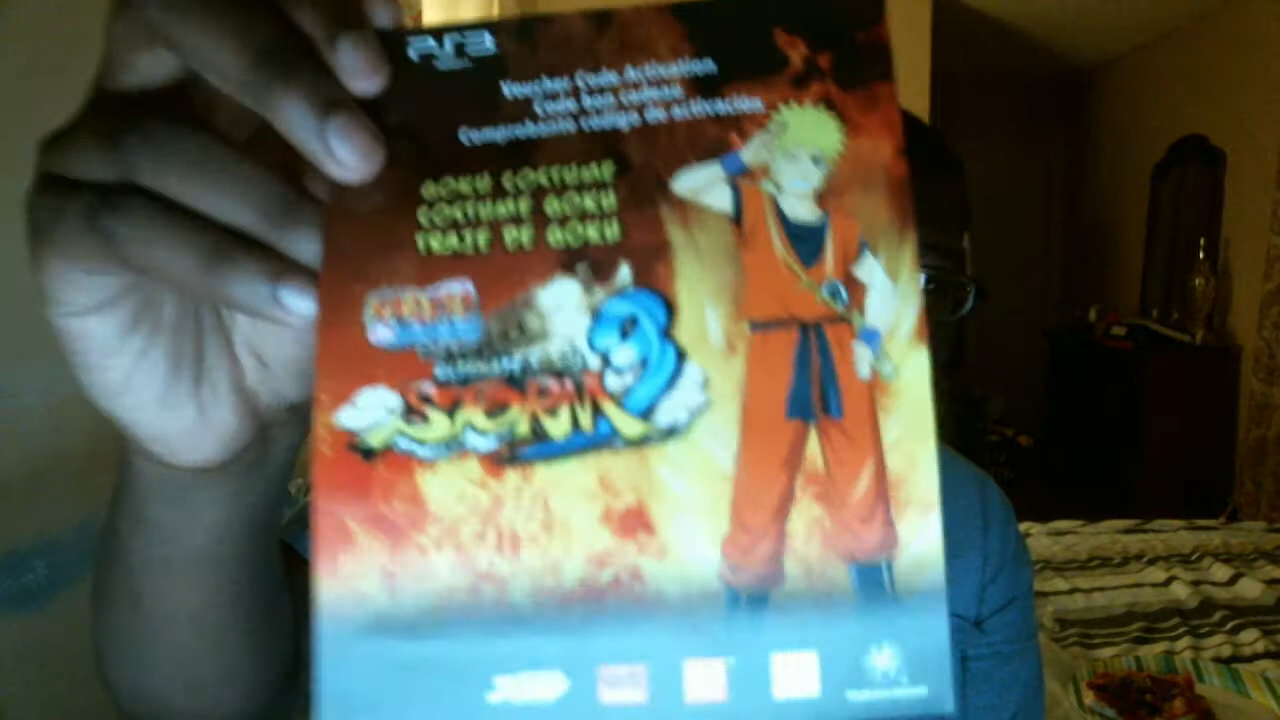 PS3
Voucher Code Activation
Code bon cadeau
Comprobante código de activación
GOKU COSTUME
COSTUME GOKU
TRAJE DE GOKU
NARUTO
STORM 3